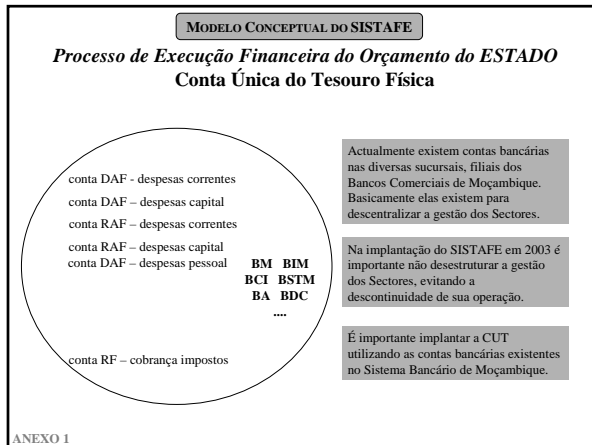 MODELO CONCEPTUAL DO SISTAFE
Processo de Execução Financeira do Orçamento do ESTADO
Conta Única do Tesouro Física
conta DAF - despesas correntes
conta DAF – despesas capital
conta RAF – despesas correntes
conta RAF – despesas capital
conta DAF – despesas pessoal
BM BIM
BCI BSTM
BA BDC
....
conta RF – cobrança impostos
Actualmente existem contas bancárias
nas diversas sucursais, filiais dos
Bancos Comerciais de Moçambique.
Basicamente elas existem para
descentralizar a gestão dos Sectores.
Na implantação do SISTAFE em 2003 é
importante não desestruturar a gestão
dos Sectores, evitando a
descontinuidade de sua operação.
É importante implantar a CUT
utilizando as contas bancárias existentes
no Sistema Bancário de Moçambique.
ANEXO 1